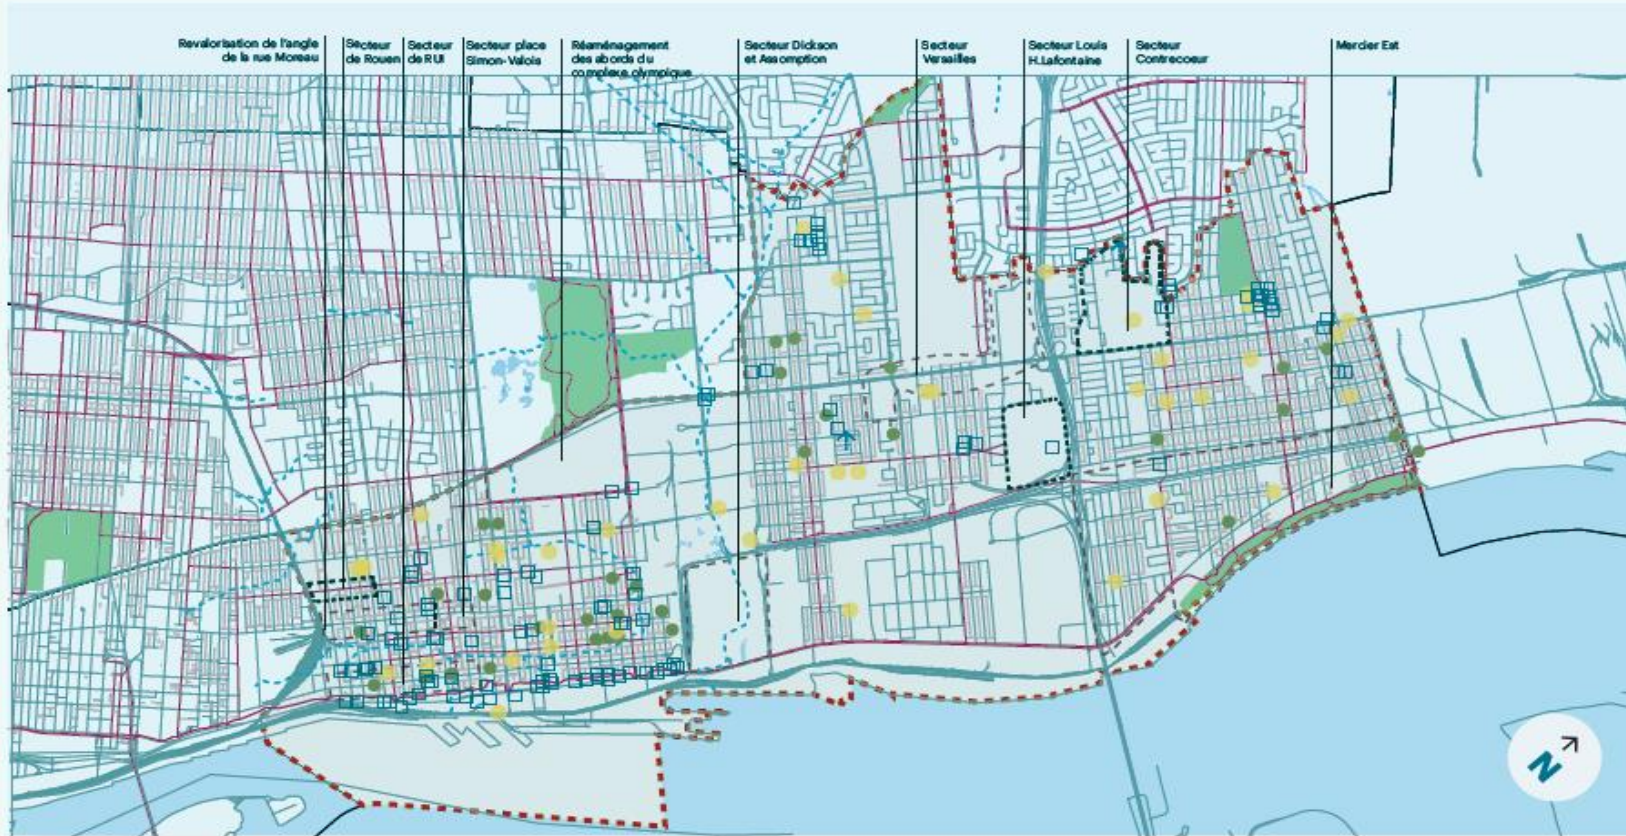 Revalorisation de l'angle
de la rue Moreau
Secteur
de Rouen
Secteur
de RUI
Secteur place
Simon-Valois
Réaménagement
des abords du
complexe olympique
Secteur Dickson
et Assomption
Secteur
Versailles
Secteur Louis
H.Lafontaine
Secteur
Contrecoeur
Mercier Est
N